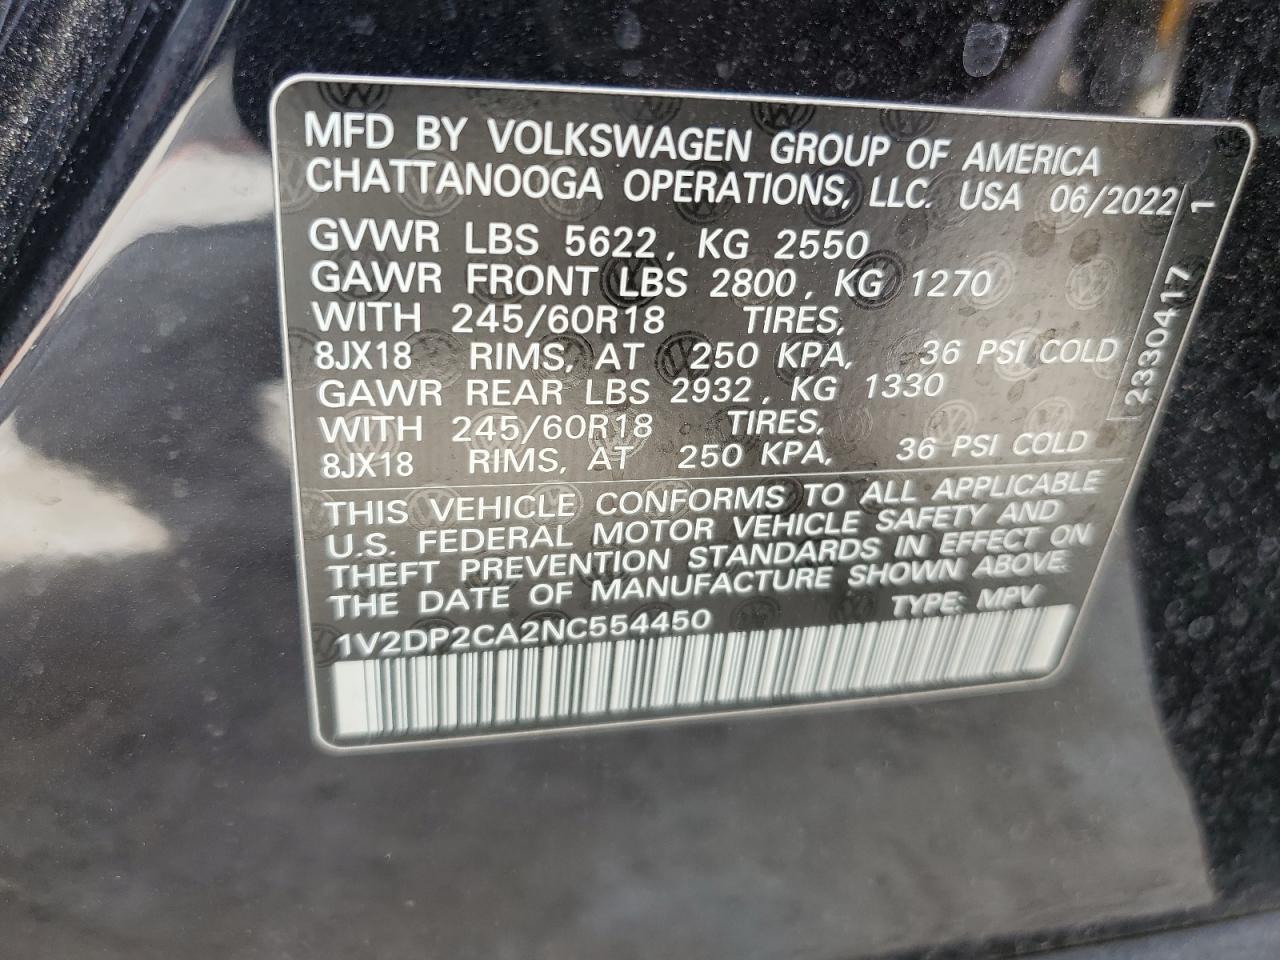 MFD BY VOLKSWAGEN GROUP OF AMERICA
CHATTANOOGA OPERATIONS, LLC. USA 06/2022
GVWR LBS 5622, KG 2550
GAWR FRONT LBS 2800, KG 1270
WITH 245/60R18 TIRES,
8JX18 RIMS, AT 250 KPA, 36 PSI COLD
GAWR REAR LBS 2932, KG 1330
WITH 245/60R18 TIRES,
8JX18 RIMS, AT 250 KPA, 36 PSI COLD
THIS VEHICLE CONFORMS TO ALL APPLICABLE
U.S. FEDERAL MOTOR VEHICLE SAFETY AND
THEFT PREVENTION STANDARDS IN EFFECT ON
THE DATE OF MANUFACTURE SHOWN ABOVE.
1V2DP2CA2NC554450 TYPE: MPV
2330417 1